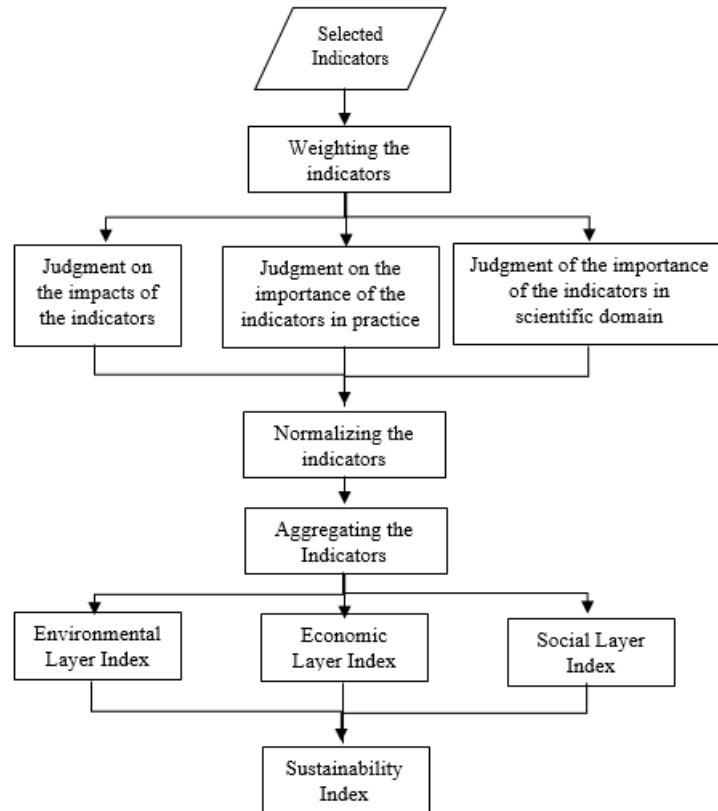 Selected
Indicators
Weighting the
indicators
Judgment on
the impacts of
the indicators
Judgment on the
importance of the
indicators in practice
Judgment of the importance
of the indicators in
scientific domain
Normalizing the
indicators
Aggregating the
Indicators
Environmental
Layer Index
Economic
Layer Index
Social Layer
Index
Sustainability
Index